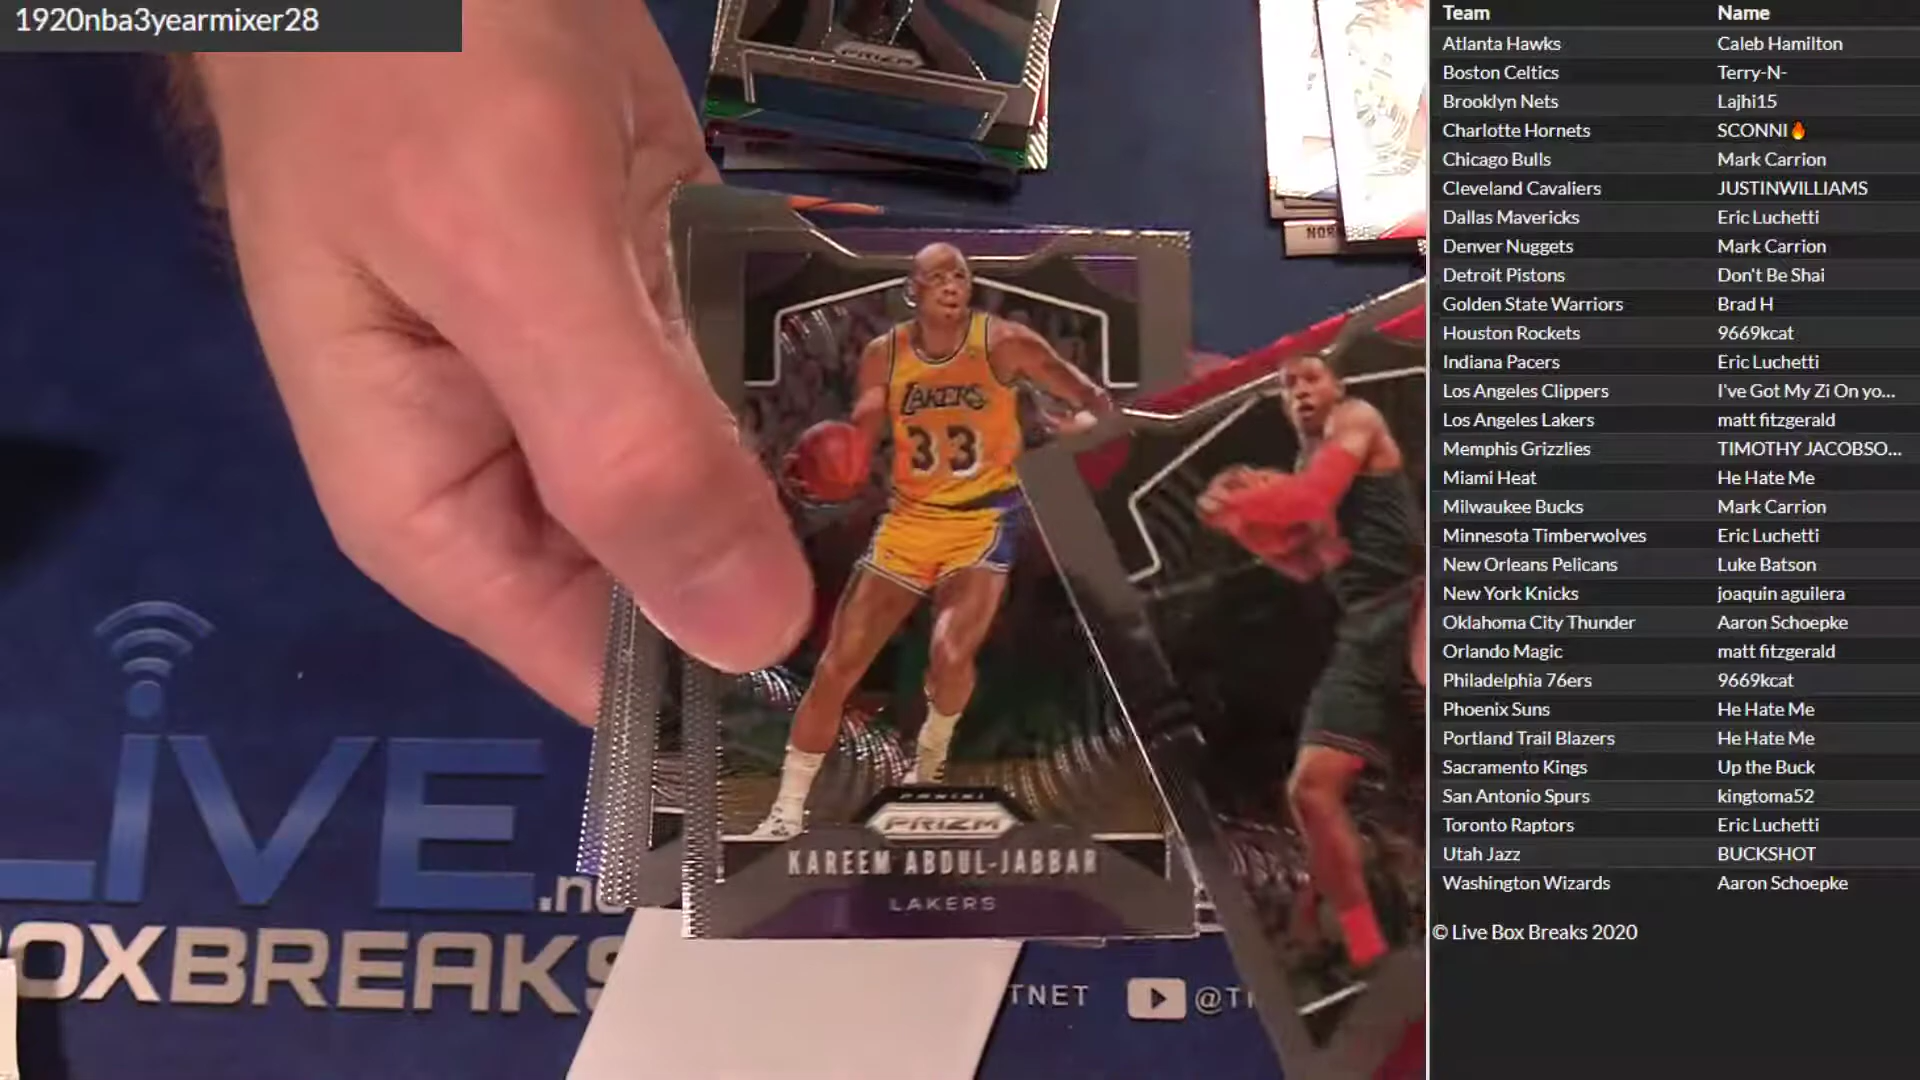 1920nba3yearmixer28
Team Name
Atlanta Hawks Caleb Hamilton
Boston Celtics Terry-N-
Brooklyn Nets Lajhi15
Charlotte Hornets SCONNI🔥
Chicago Bulls Mark Carrion
Cleveland Cavaliers JUSTINWILLIAMS
Dallas Mavericks Eric Luchetti
Denver Nuggets Mark Carrion
Detroit Pistons Don't Be Shai
Golden State Warriors Brad H
Houston Rockets 9669kcat
Indiana Pacers Eric Luchetti
Los Angeles Clippers I've Got My Zi On yo...
Los Angeles Lakers matt fitzgerald
Memphis Grizzlies TIMOTHY JACOBSO...
Miami Heat He Hate Me
Milwaukee Bucks Mark Carrion
Minnesota Timberwolves Eric Luchetti
New Orleans Pelicans Luke Batson
New York Knicks joaquin aguilera
Oklahoma City Thunder Aaron Schoepke
Orlando Magic matt fitzgerald
Philadelphia 76ers 9669kcat
Phoenix Suns He Hate Me
Portland Trail Blazers He Hate Me
Sacramento Kings Up the Buck
San Antonio Spurs kingtoma52
Toronto Raptors Eric Luchetti
Utah Jazz BUCKSHOT
Washington Wizards Aaron Schoepke
© Live Box Breaks 2020
PRIZM
LAKERS
33
PANINI
PRIZM
KAREEM ABDUL-JABBAR
LAKERS
LiVE.n
OXBREAKS
TNET @T